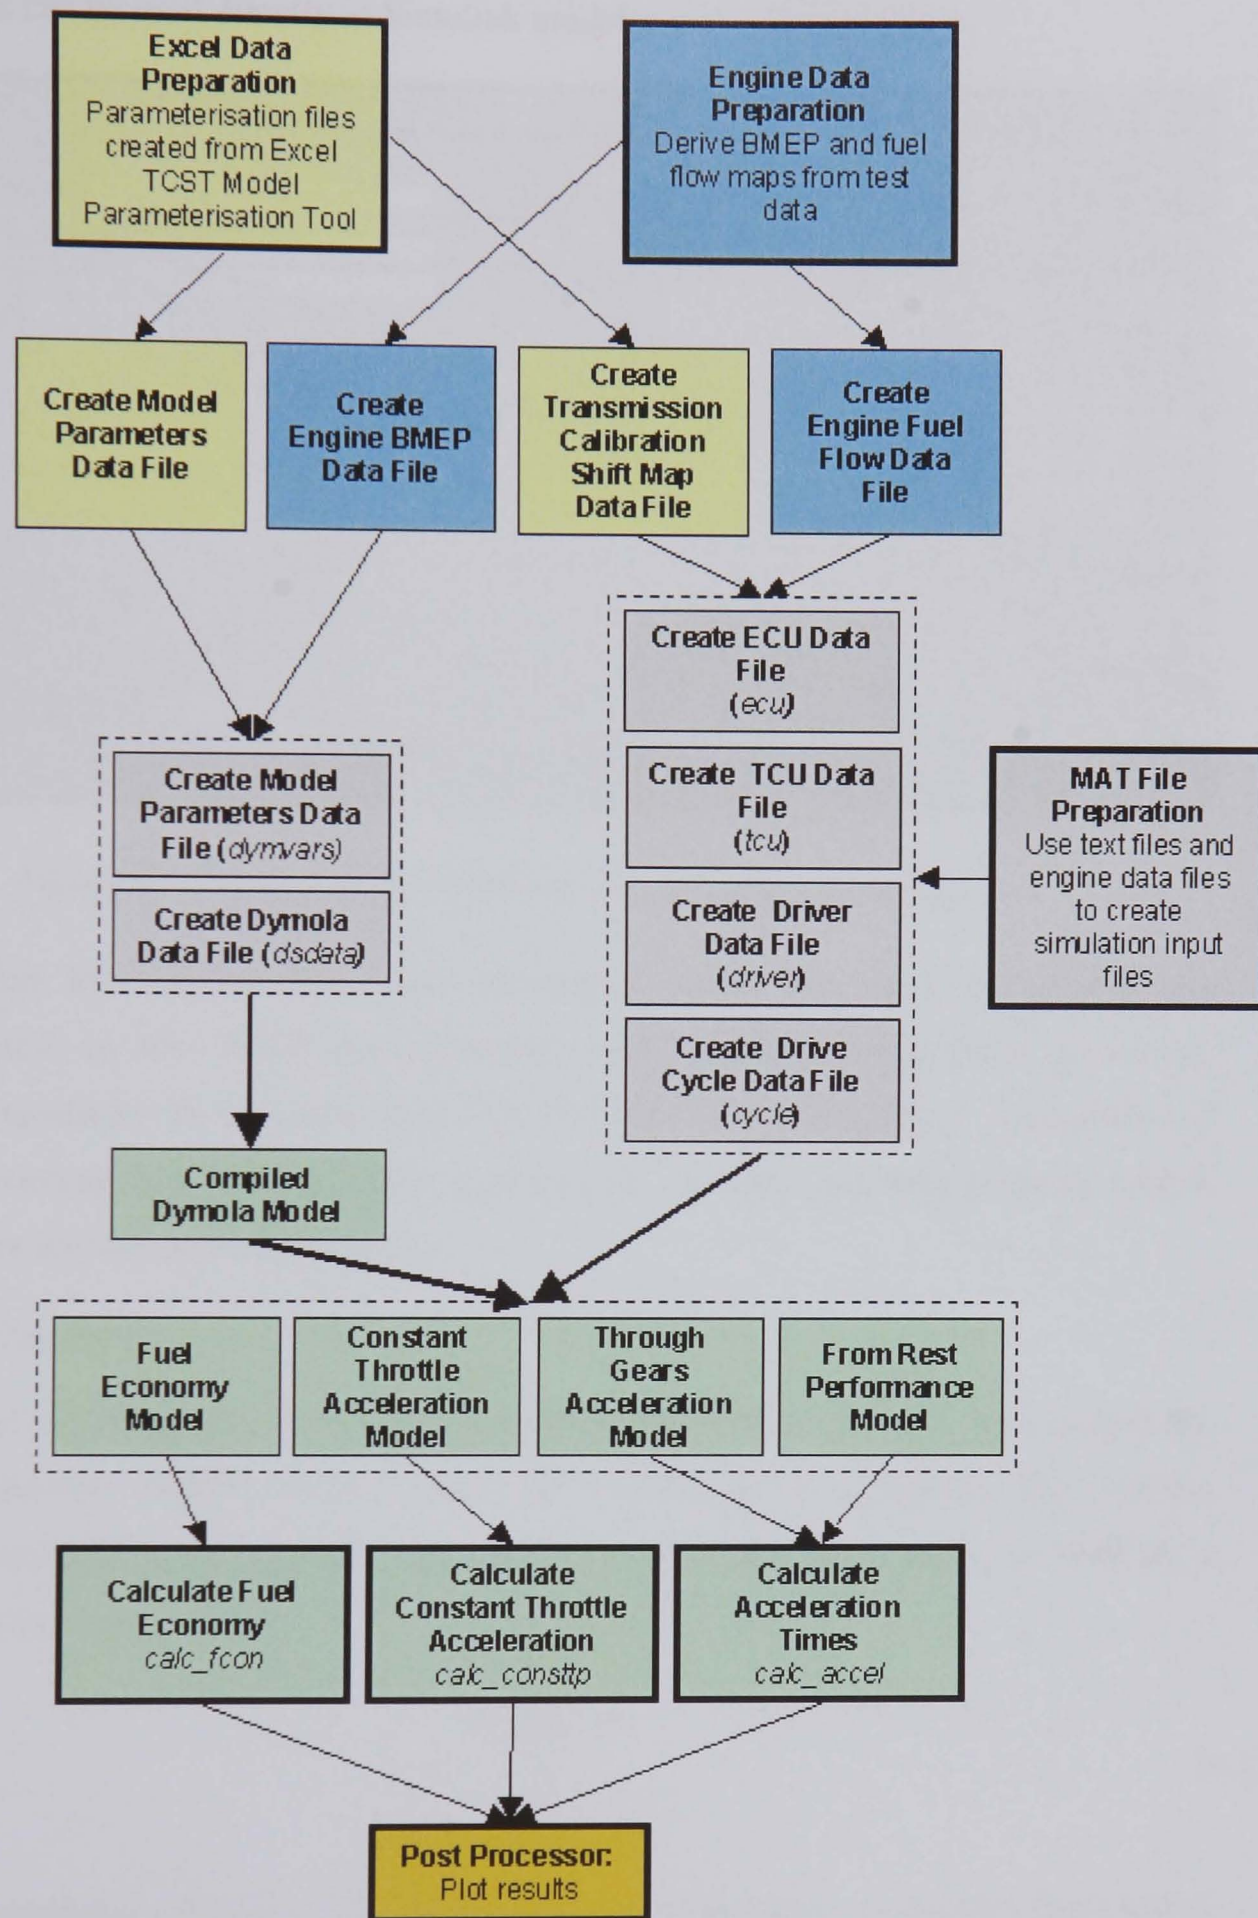 Excel Data
Preparation
Parameterisation files
created from Excel
TCST Model
Parameterisation Tool
Engine Data
Preparation
Derive BMEP and fuel
flow maps from test
data
Create Model
Parameters
Data File
Create
Engine BMEP
Data File
Create
Transmission
Calibration
Shift Map
Data File
Create
Engine Fuel
Flow Data
File
Create ECU Data
File
(ecu)
Create TCU Data
File
(tcu)
Create Driver
Data File
(driver)
Create Drive
Cycle Data File
(cycle)
MAT File
Preparation
Use text files and
engine data files
to create
simulation input
files
Create Model
Parameters Data
File (dymvars)
Create Dymola
Data File (dsdata)
Compiled
Dymola Model
Fuel
Economy
Model
Constant
Throttle
Acceleration
Model
Through
Gears
Acceleration
Model
From Rest
Performance
Model
Calculate Fuel
Economy
calc_fcon
Calculate
Constant Throttle
Acceleration
calc_consttp
Calculate
Acceleration
Times
calc_accel
Post Processor:
Plot results